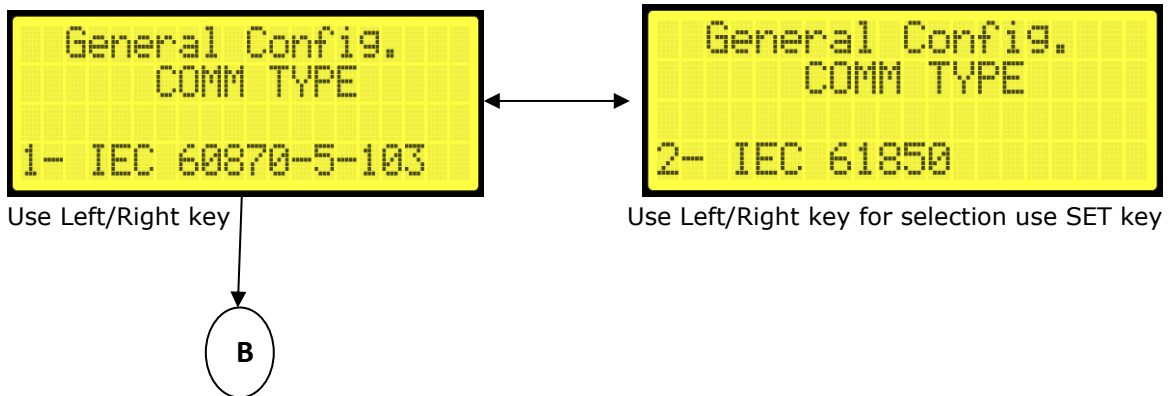 General Config.
COMM TYPE
1- IEC 60870-5-103
Use Left/Right key
General Config.
COMM TYPE
2- IEC 61850
Use Left/Right key for selection use SET key
B